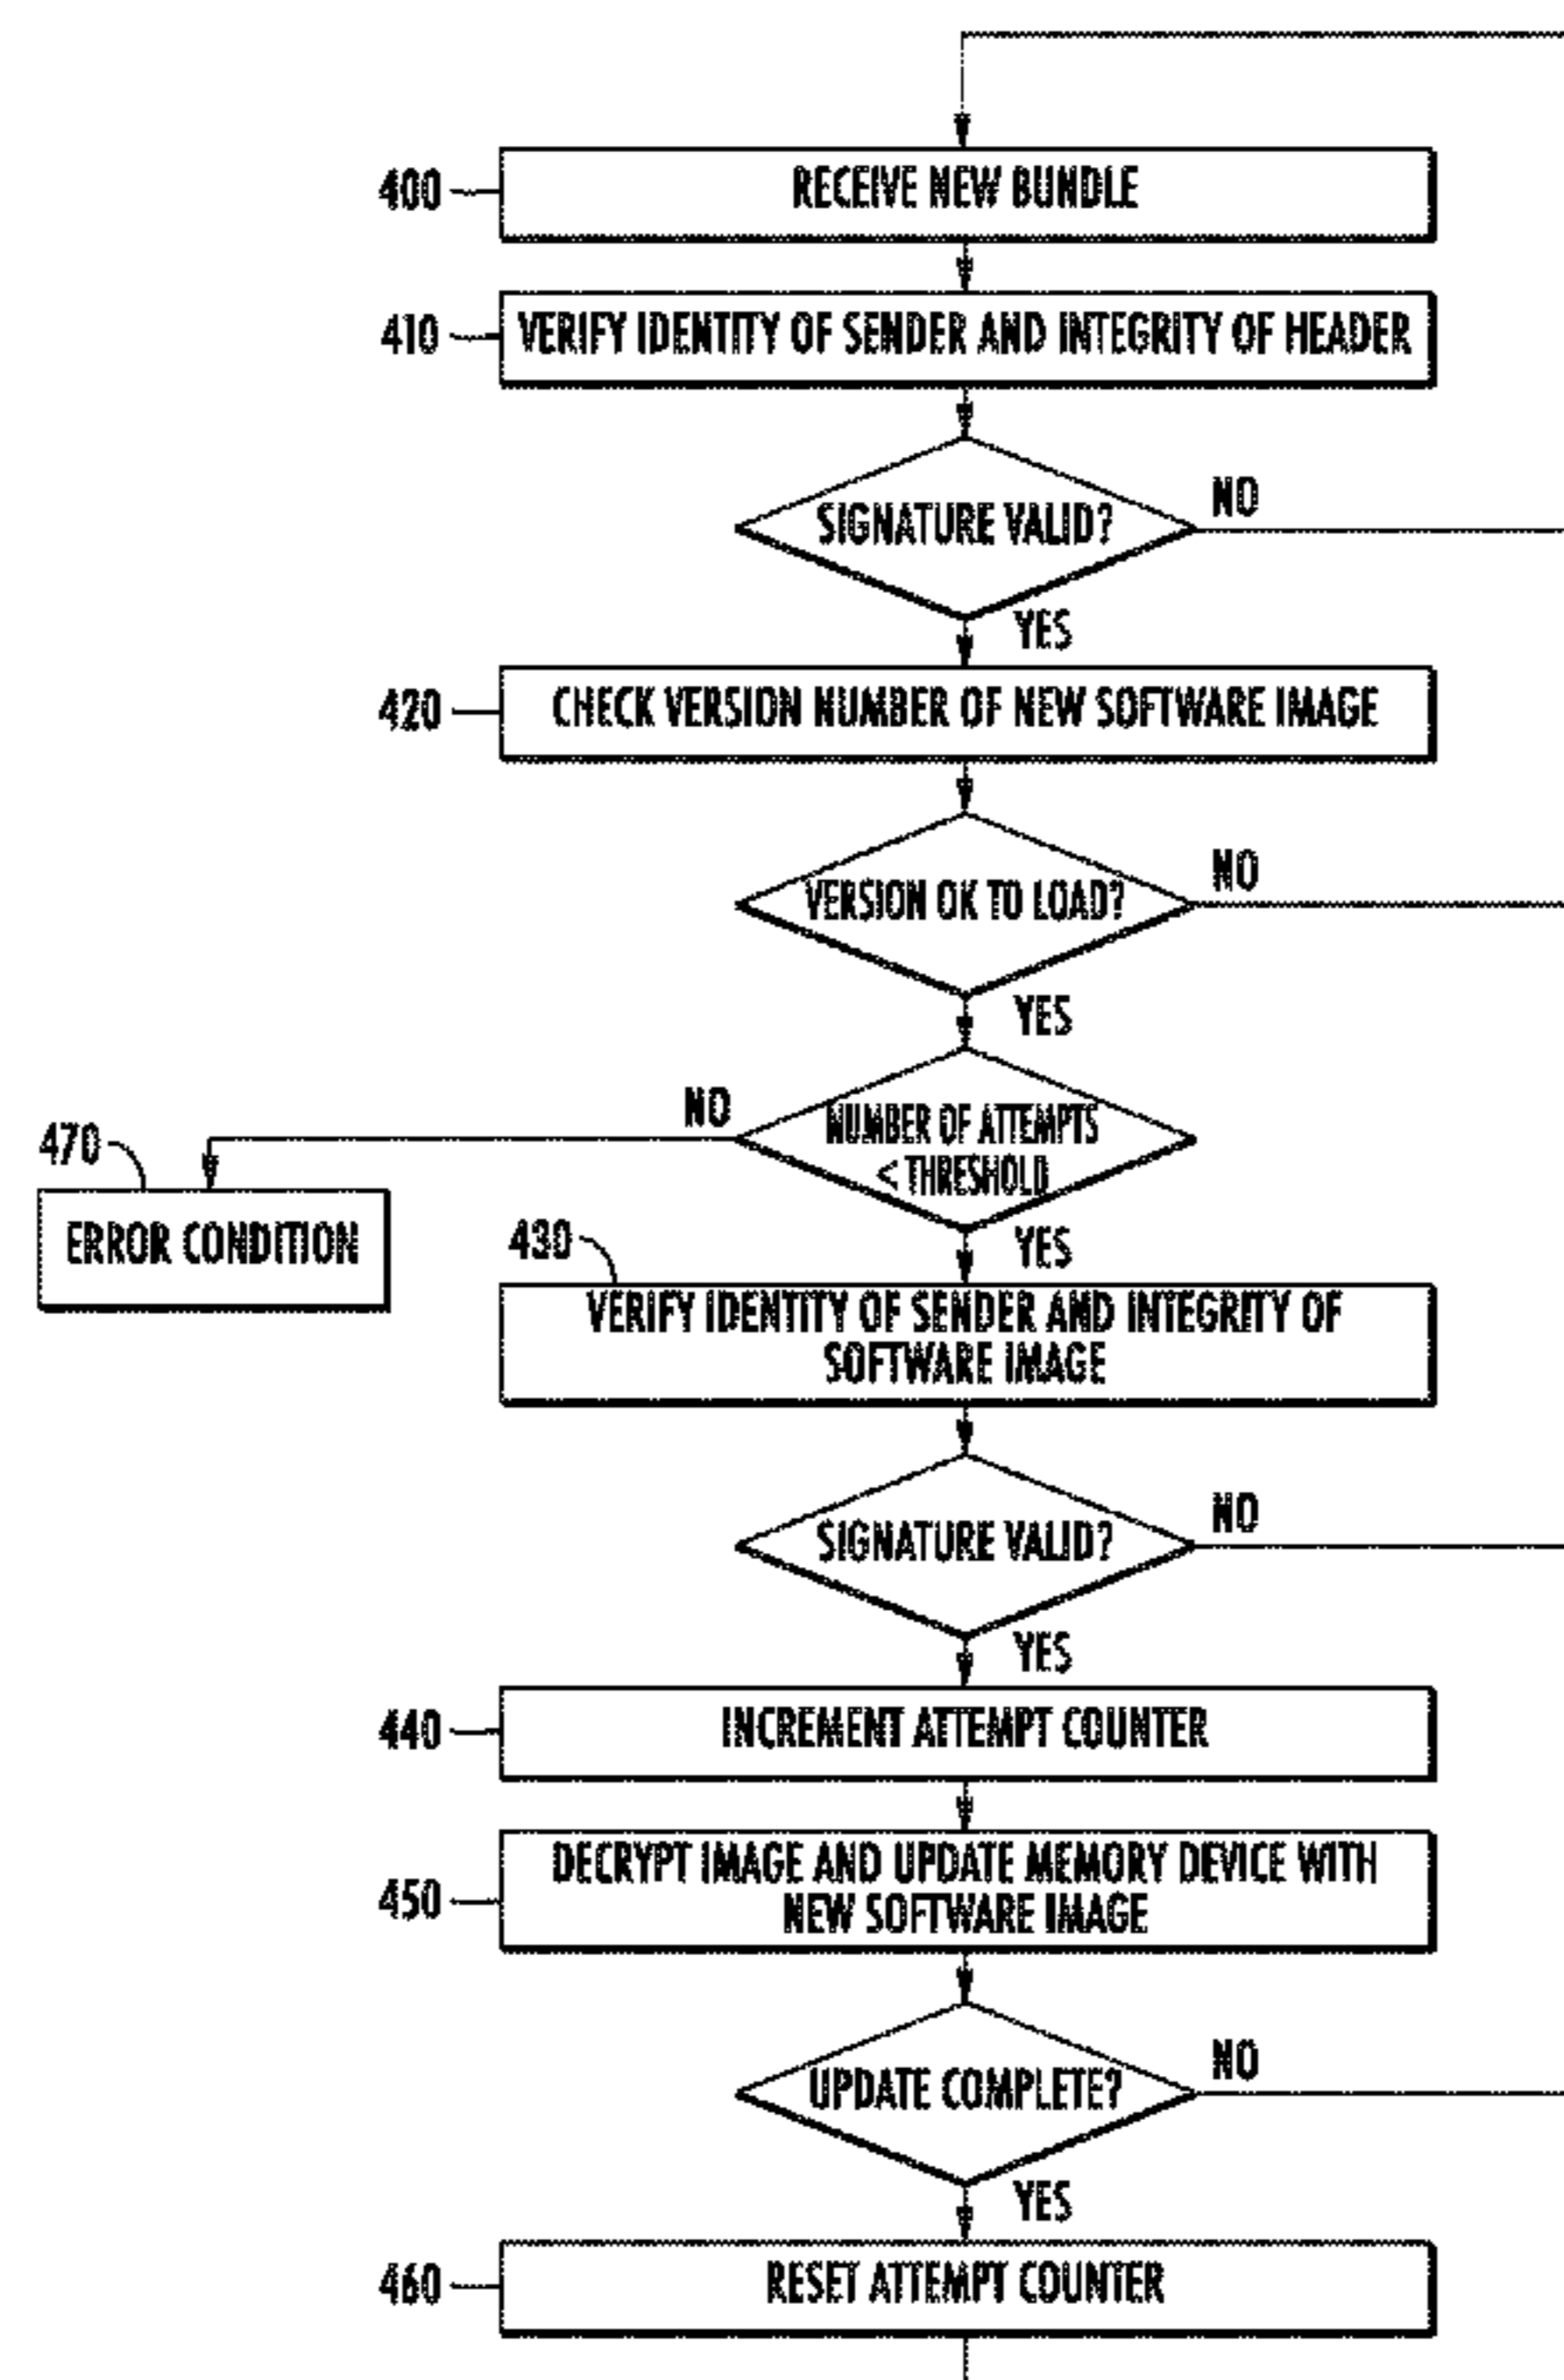 400
RECEIVE NEW BUNDLE
410
VERIFY IDENTITY OF SENDER AND INTEGRITY OF HEADER
SIGNATURE VALID?
NO
YES
420
CHECK VERSION NUMBER OF NEW SOFTWARE IMAGE
VERSION OK TO LOAD?
NO
YES
NUMBER OF ATTEMPTS
< THRESHOLD
NO
470
ERROR CONDITION
YES
430
VERIFY IDENTITY OF SENDER AND INTEGRITY OF
SOFTWARE IMAGE
SIGNATURE VALID?
NO
YES
440
INCREMENT ATTEMPT COUNTER
450
DECRYPT IMAGE AND UPDATE MEMORY DEVICE WITH
NEW SOFTWARE IMAGE
UPDATE COMPLETE?
NO
YES
460
RESET ATTEMPT COUNTER